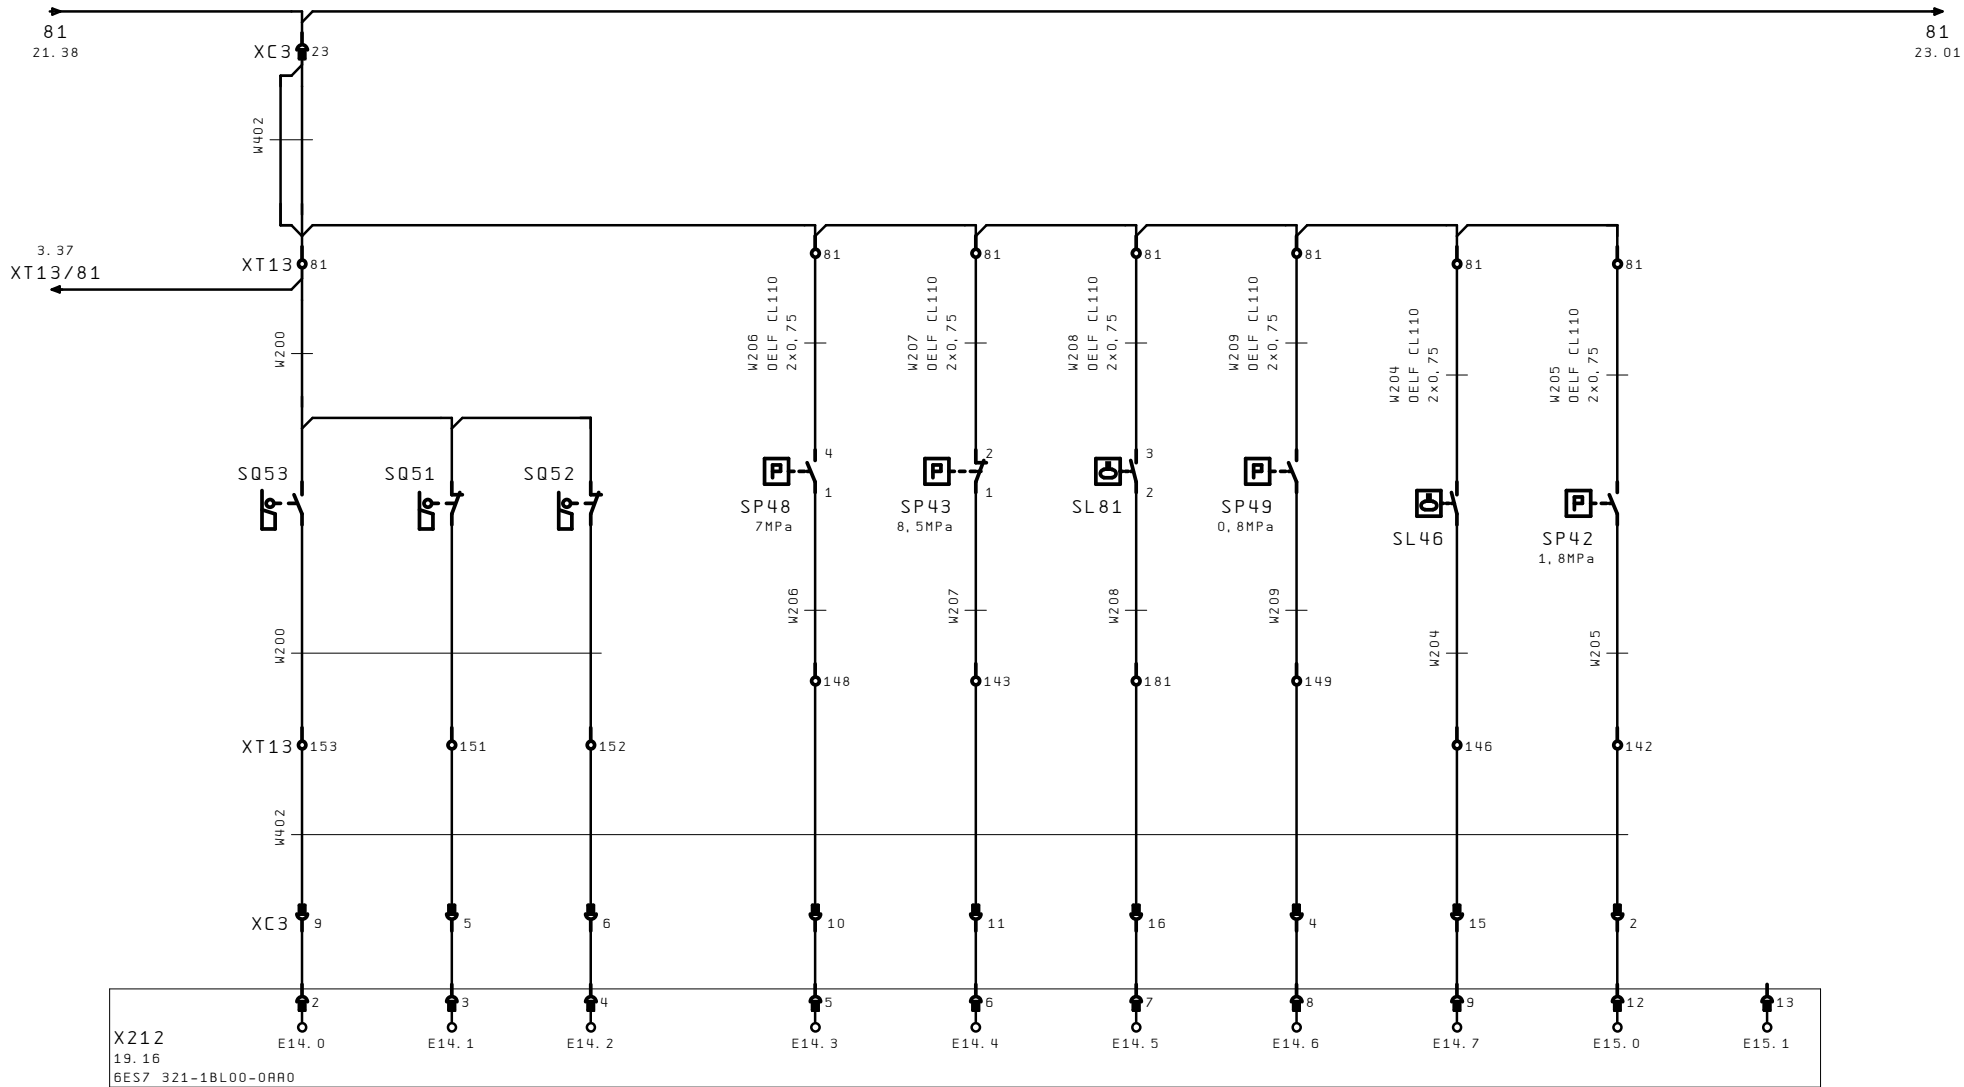 81
21.38
81
23.01
XC3 23
W402
3.37
XT13/81
XT13 81
81
81
81
81
81
81
W200
W206
OELF CL110
2x0,75
W207
OELF CL110
2x0,75
W208
OELF CL110
2x0,75
W209
OELF CL110
2x0,75
W204
OELF CL110
2x0,75
W205
OELF CL110
2x0,75
SQ53
SQ51
SQ52
4
P
1
SP48
7MPa
2
P
1
SP43
8,5MPa
3
2
SL81
P
SP49
0,8MPa
SL46
P
SP42
1,8MPa
W200
W206
W207
W208
W209
W204
W205
148
143
181
149
XT13 153
151
152
146
142
W402
XC3 9
5
6
10
11
16
4
15
2
2
3
4
5
6
7
8
9
12
13
X212
19.16
6ES7 321-1BL00-0AA0
E14.0
E14.1
E14.2
E14.3
E14.4
E14.5
E14.6
E14.7
E15.0
E15.1